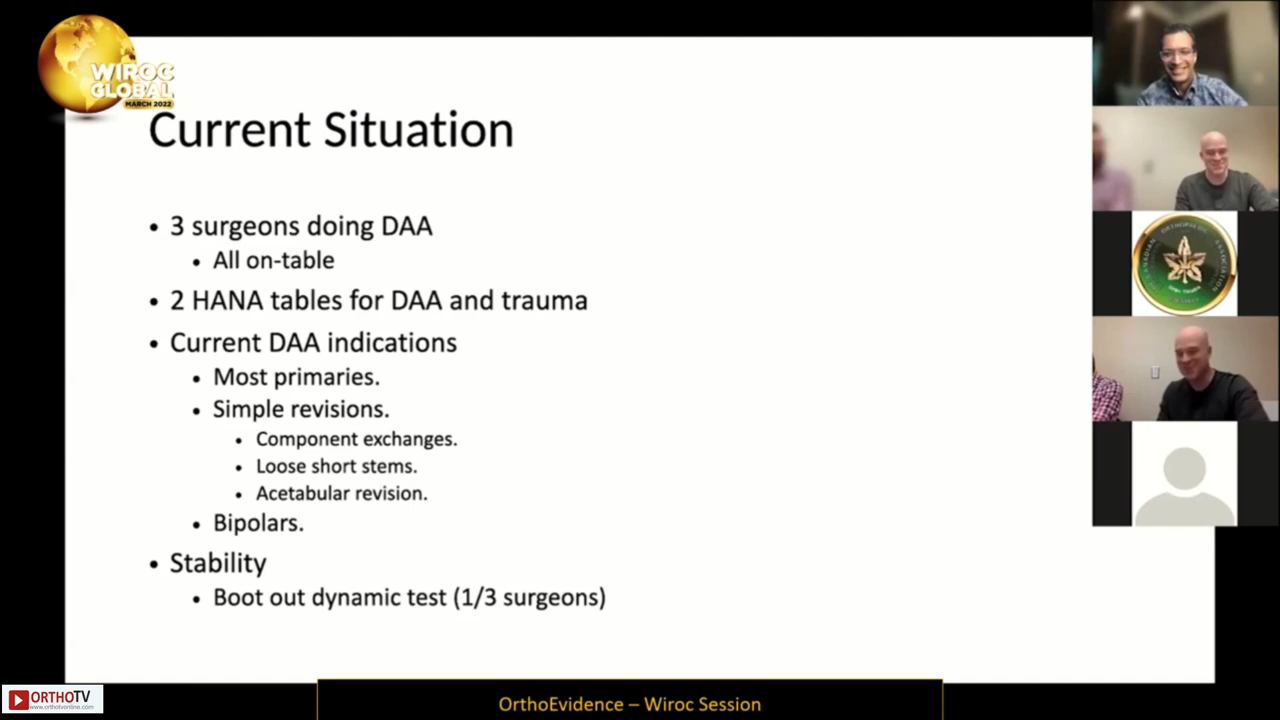 WIROC
GLOBAL
MARCH 2022
Current Situation
• 3 surgeons doing DAA
• All on-table
• 2 HANA tables for DAA and trauma
• Current DAA indications
• Most primaries.
• Simple revisions.
• Component exchanges.
• Loose short stems.
• Acetabular revision.
• Bipolars.
• Stability
• Boot out dynamic test (1/3 surgeons)
ORTHOPAEDIC ASSOCIATION
ORTHOTV
www.orthotvonline.com
OrthoEvidence – Wiroc Session